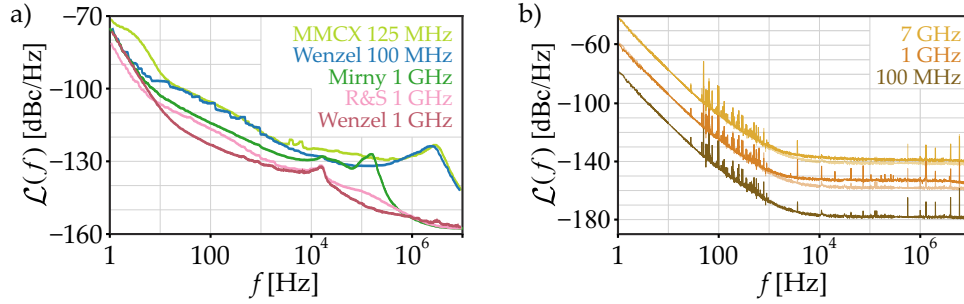 a)
−70
−100
−130
−160
ℒ(f) [dBc/Hz]
MMCX 125 MHz
Wenzel 100 MHz
Mirny 1 GHz
R&S 1 GHz
Wenzel 1 GHz
1 100 10⁴ 10⁶
f [Hz]
b)
−60
−100
−140
−180
ℒ(f) [dBc/Hz]
7 GHz
1 GHz
100 MHz
1 100 10⁴ 10⁶
f [Hz]